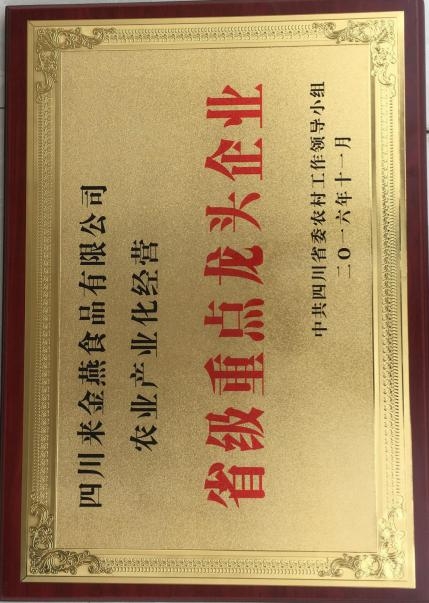 四川来金燕食品有限公司
农业产业化经营
省级重点龙头企业
中共四川省委农村工作领导小组
二〇一六年十一月